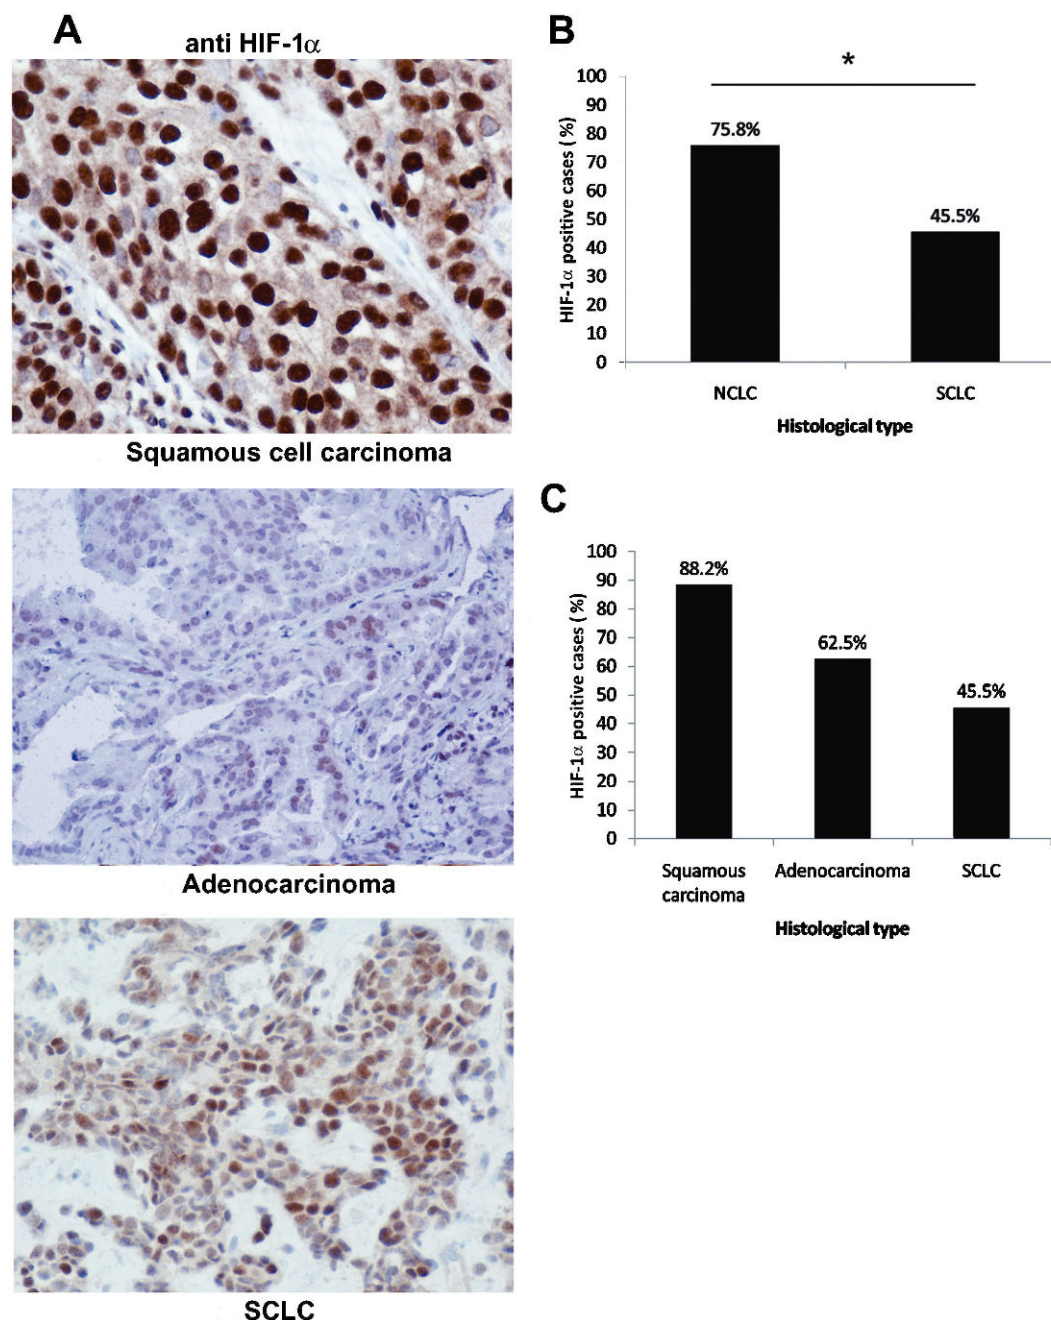 A
anti HIF-1α
Squamous cell carcinoma
Adenocarcinoma
SCLC
B
*
HIF-1α positive cases (%)
100
90
80
70
60
50
40
30
20
10
0
75.8%
45.5%
NCLC
SCLC
Histological type
C
HIF-1α positive cases (%)
100
90
80
70
60
50
40
30
20
10
0
88.2%
62.5%
45.5%
Squamous
carcinoma
Adenocarcinoma
SCLC
Histological type